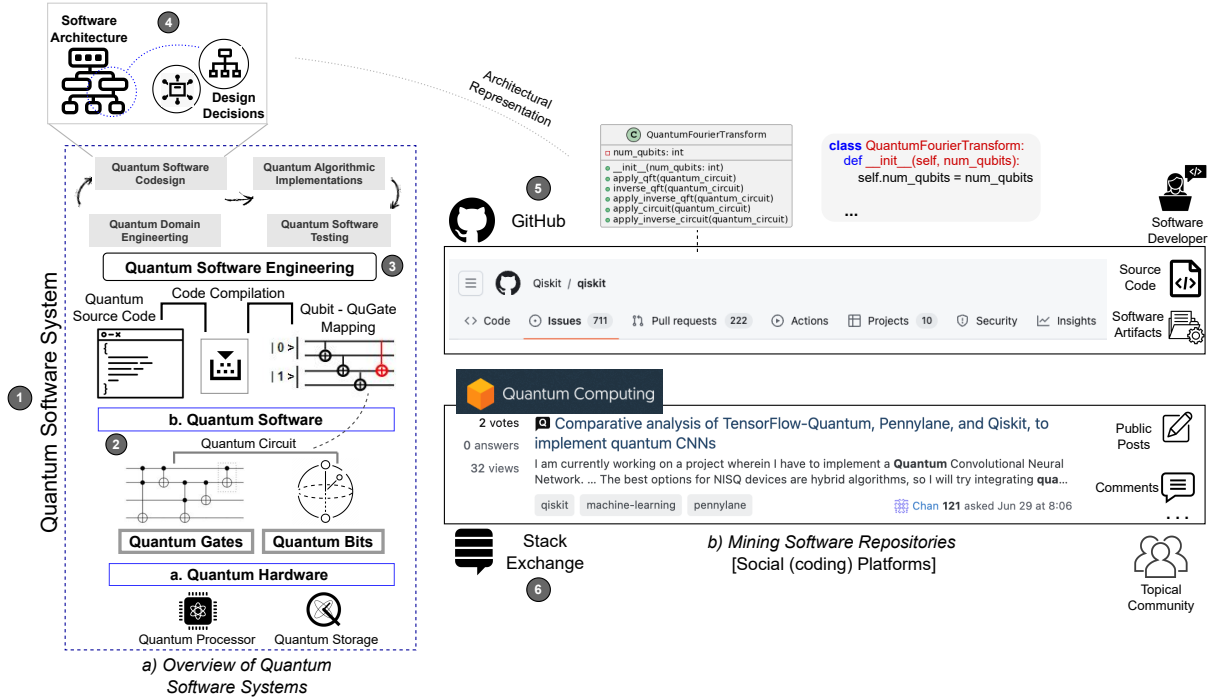 Software
Architecture
4
Design
Decisions
Architectural
Representation
Quantum Software
Codesign
Quantum Algorithmic
Implementations
Quantum Domain
Engineerting
Quantum Software
Testing
Quantum Software Engineering
3
Quantum
Source Code
Code Compilation
Qubit - QuGate
Mapping
{
}
| 0 >|
| 1 >|
b. Quantum Software
2
Quantum Circuit
Quantum Gates
Quantum Bits
a. Quantum Hardware
Quantum Processor
Quantum Storage
1
Quantum Software System
a) Overview of Quantum
Software Systems
C QuantumFourierTransform
num_qubits: int
__init__(num_qubits: int)
apply_qft(quantum_circuit)
inverse_qft(quantum_circuit)
apply_inverse_qft(quantum_circuit)
apply_circuit(quantum_circuit)
apply_inverse_circuit(quantum_circuit)
class QuantumFourierTransform:
def __init__(self, num_qubits):
self.num_qubits = num_qubits
...
5
GitHub
</>
Software
Developer
Qiskit / qiskit
<> Code
Issues 711
Pull requests 222
Actions
Projects 10
Security
Insights
Source
Code
</>
Software
Artifacts
Quantum Computing
2 votes
0 answers
32 views
Q Comparative analysis of TensorFlow-Quantum, Pennylane, and Qiskit, to
implement quantum CNNs
I am currently working on a project wherein I have to implement a Quantum Convolutional Neural
Network. ... The best options for NISQ devices are hybrid algorithms, so I will try integrating qua...
qiskit
machine-learning
pennylane
Chan 121 asked Jun 29 at 8:06
Public
Posts
Comments
...
Stack
Exchange
6
b) Mining Software Repositories
[Social (coding) Platforms]
Topical
Community